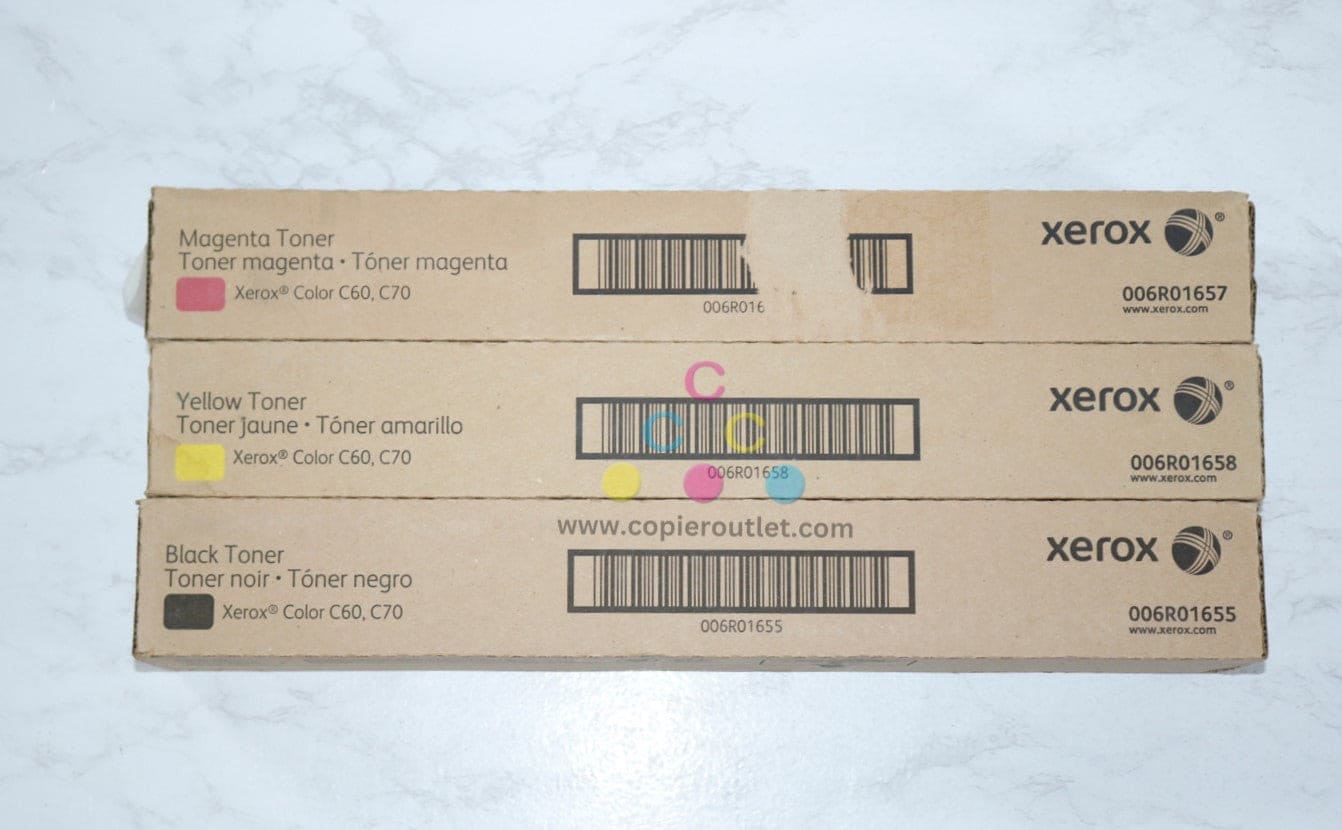 Magenta Toner
Toner magenta • Tóner magenta
Xerox® Color C60, C70
006R016
xerox ®
006R01657
www.xerox.com
Yellow Toner
Toner jaune • Tóner amarillo
Xerox® Color C60, C70
C
C C
006R01658
xerox ®
006R01658
www.xerox.com
www.copieroutlet.com
Black Toner
Toner noir • Tóner negro
Xerox® Color C60, C70
006R01655
xerox ®
006R01655
www.xerox.com